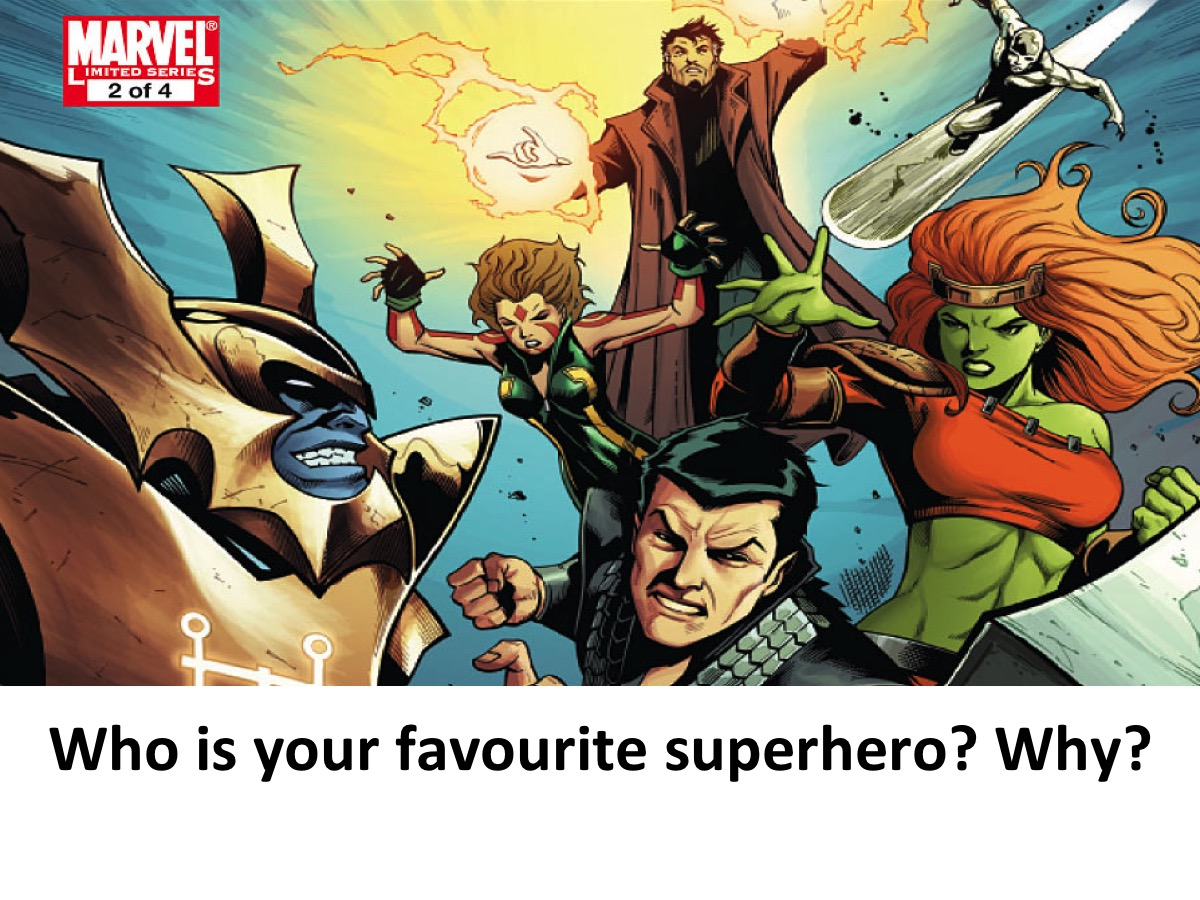 MARVEL®
LIMITED SERIES
2 of 4
Who is your favourite superhero? Why?